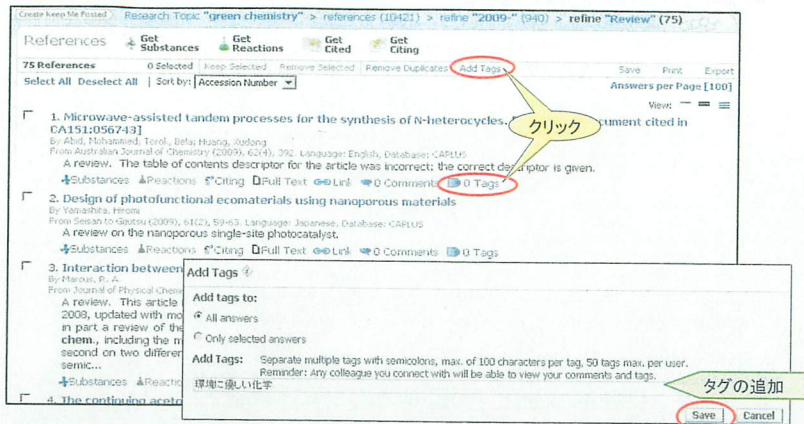 Create Keep Me Posted Research Topic "green chemistry" > references (10421) > refine "2009-" (940) > refine "Review" (75)
References Get Substances Get Reactions Get Cited Get Citing
75 References 0 Selected Keep Selected Remove Selected Remove Duplicates Add Tags Save Print Export
Select All Deselect All | Sort by: Accession Number Answers per Page [100]
View:
1. Microwave-assisted tandem processes for the synthesis of N-heterocycles. cument cited in
CA151:056743]
クリック
By Abid, Mohammed; Torok, Bela; Huang, Xudong
From Australian Journal of Chemistry (2009), 62(4), 392. Language: English, Database: CAPLUS
A review. The table of contents descriptor for the article was incorrect; the correct descriptor is given.
Substances Reactions Citing Full Text Link 0 Comments 0 Tags
2. Design of photofunctional ecomaterials using nanoporous materials
By Yamashita, Hiromi
From Seisan to Gijutsu (2009), 61(2), 59-63. Language: Japanese, Database: CAPLUS
A review on the nanoporous single-site photocatalyst.
Substances Reactions Citing Full Text Link 0 Comments 0 Tags
3. Interaction between
By Marcus, R. A.
From Journal of Physical Chem
A review. This article
2008, updated with mo
in part a review of the
chem., including the m
second on two differen
semic...
Substances Reactio
4. The continuing aceto
Add Tags
Add tags to:
All answers
Only selected answers
Add Tags: Separate multiple tags with semicolons, max. of 100 characters per tag, 50 tags max. per user.
Reminder: Any colleague you connect with will be able to view your comments and tags.
環境に優しい化学
タグの追加
Save Cancel